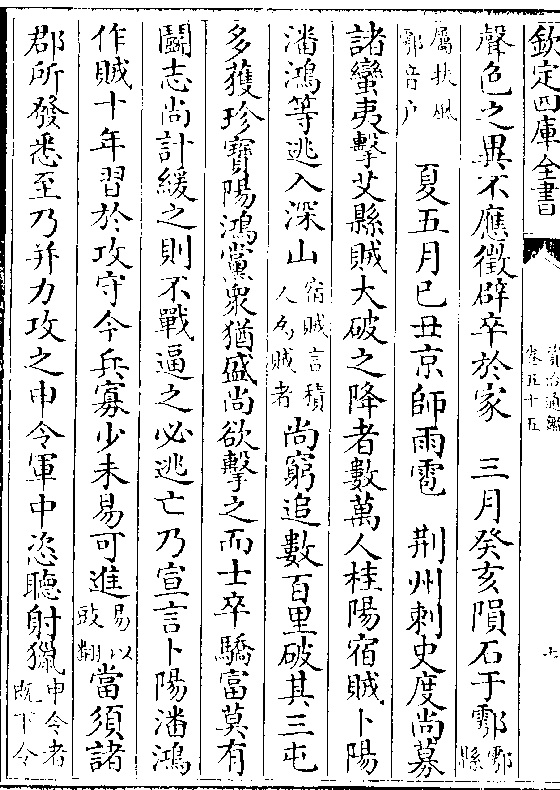 欽定四庫全書
資治通鑑
卷五十五
聲色之異不應徵辟卒於家　三月癸亥隕石于鄠鄠縣
屬扶風鄠音户　夏五月己丑京師雨雹　荆州刺史度尚募
諸蠻夷擊艾縣賊大破之降者數萬人桂陽宿賊卜陽
潘鴻等逃入深山宿賊言積久為賊者尚窮追數百里破其三屯
多獲珍寶陽鴻黨衆猶盛尚欲擊之而士卒驕富莫有
鬭志尚計緩之則不戰逼之必逃亡乃宣言卜陽潘鴻
作賊十年習於攻守今兵寡少未易可進易以豉翻當須諸
郡所發悉至乃并力攻之申令軍中恣聽射獵申令者既下令